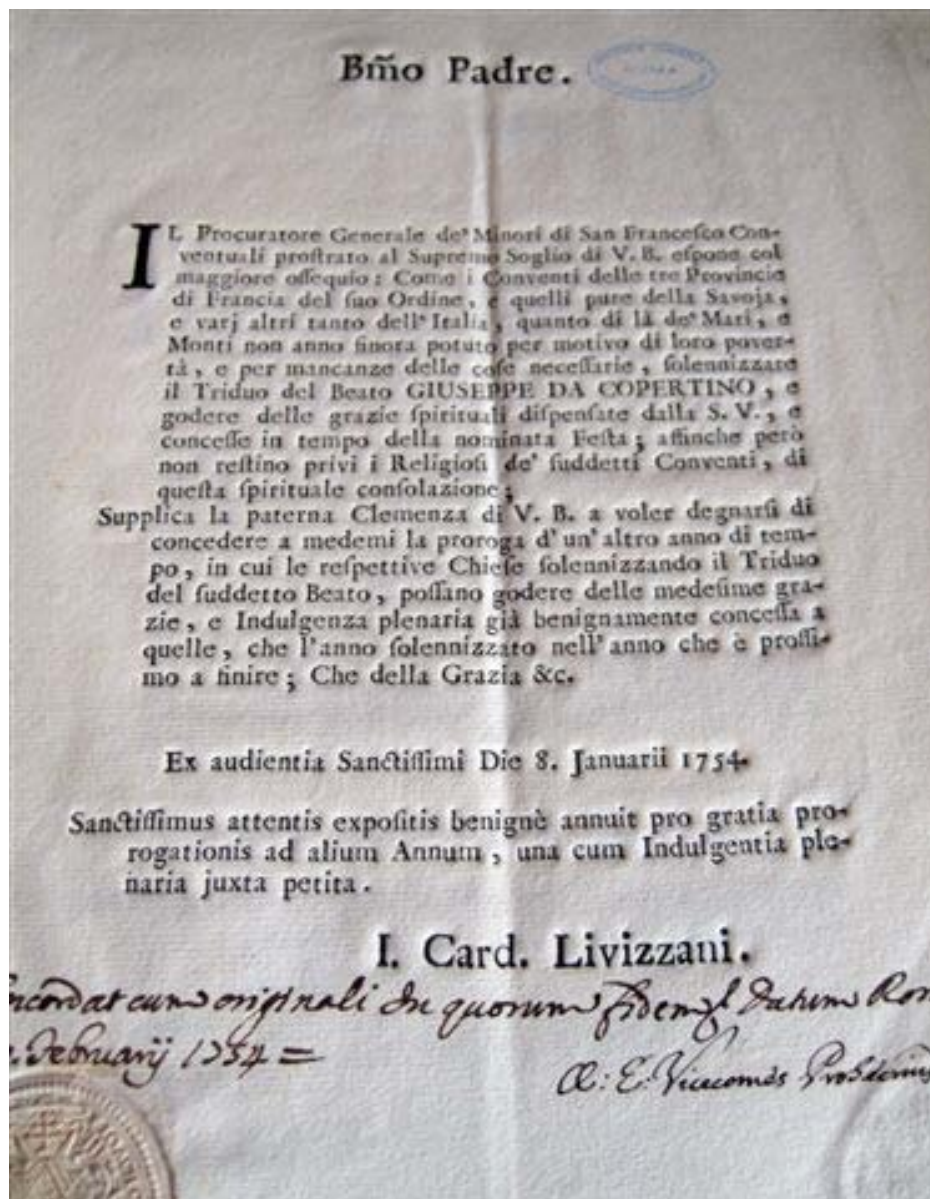 Bm̃o Padre.
IL Procuratore Generale de' Minori di San Francesco Con-
ventuali proſtrato al Supremo Soglio di V. B. eſpone col
maggiore oſſequio: Come i Conventi delle tre Provincie
di Francia del ſuo Ordine, e quelli pure della Savoja,
e varj altri tanto dell' Italia, quanto di là de' Mari, e
Monti non anno finora potuto per motivo di loro pover-
tà, e per mancanze delle coſe neceſſarie, ſolennizzare
il Triduo del Beato GIUSEPPE DA COPERTINO, e
godere delle grazie ſpirituali diſpenſate dalla S. V., e
conceſſe in tempo della nominata Feſta; affinche però
non reſtino privi i Religioſi de' ſuddetti Conventi, di
queſta ſpirituale conſolazione;
Supplica la paterna Clemenza di V. B. a voler degnarſi di
concedere a medemi la proroga d' un' altro anno di tem-
po, in cui le reſpettive Chieſe ſolennizzando il Triduo
del ſuddetto Beato, poſſano godere delle medeſime gra-
zie, e Indulgenza plenaria già benignamente conceſſa a
quelle, che l'anno ſolennizzato nell' anno che è proſſi-
mo a finire; Che della Grazia &c.
Ex audientia Sanctiſſimi Die 8. Januarii 1754.
Sanctiſſimus attentis expoſitis benignè annuit pro gratia pro-
rogationis ad alium Annum, una cum Indulgentia ple-
naria juxta petita.
I. Card. Livizzani.
cum originali In quorum fidem Datum Rom
Februarij 1754 =
E: Vicecomes